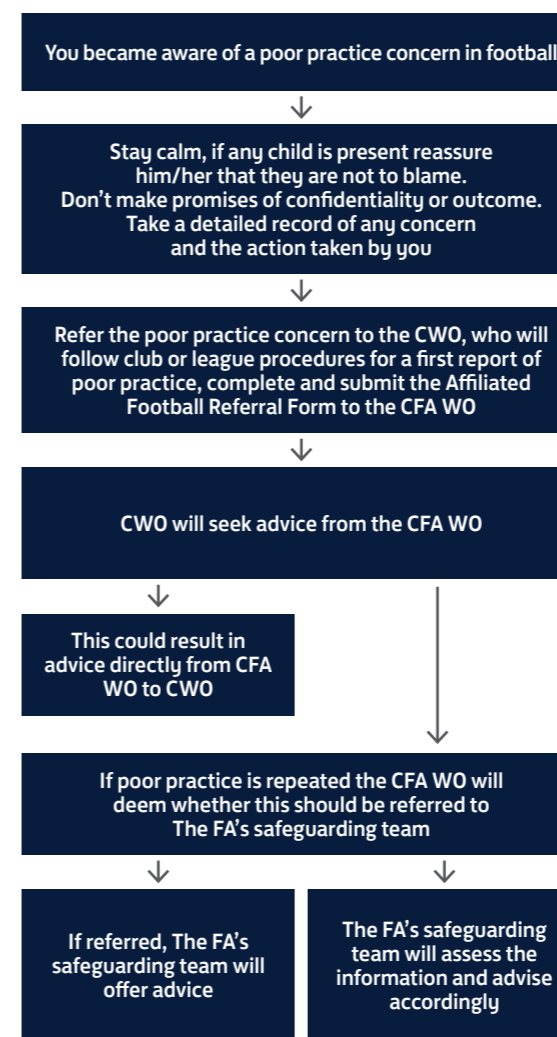 You became aware of a poor practice concern in football
Stay calm, if any child is present reassure
him/her that they are not to blame.
Don’t make promises of confidentiality or outcome.
Take a detailed record of any concern
and the action taken by you
Refer the poor practice concern to the CWO, who will
follow club or league procedures for a first report of
poor practice, complete and submit the Affiliated
Football Referral Form to the CFA WO
CWO will seek advice from the CFA WO
This could result in
advice directly from CFA
WO to CWO
If poor practice is repeated the CFA WO will
deem whether this should be referred to
The FA’s safeguarding team
If referred, The FA’s
safeguarding team will
offer advice
The FA’s safeguarding
team will assess the
information and advise
accordingly